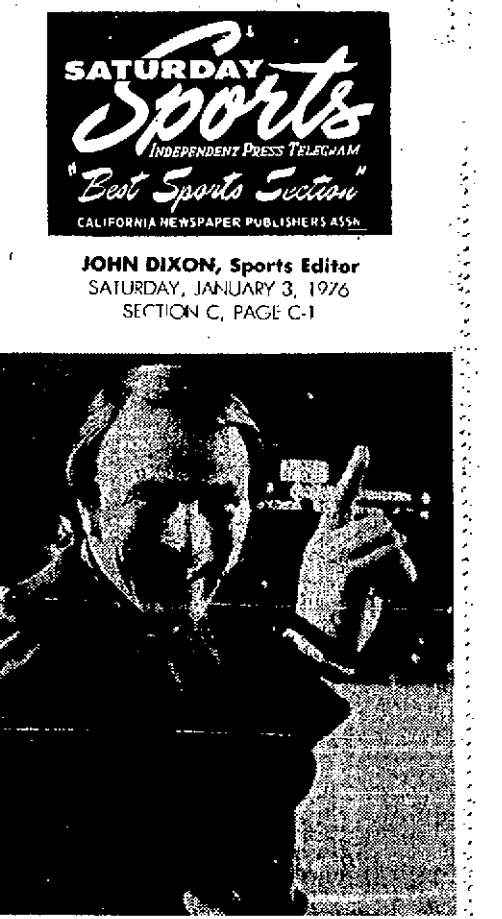 SATURDAY
Sports
INDEPENDENT PRESS TELEGRAM
"Best Sports Section"
CALIFORNIA NEWSPAPER PUBLISHERS ASSN
JOHN DIXON, Sports Editor
SATURDAY, JANUARY 3, 1976
SECTION C, PAGE C-1